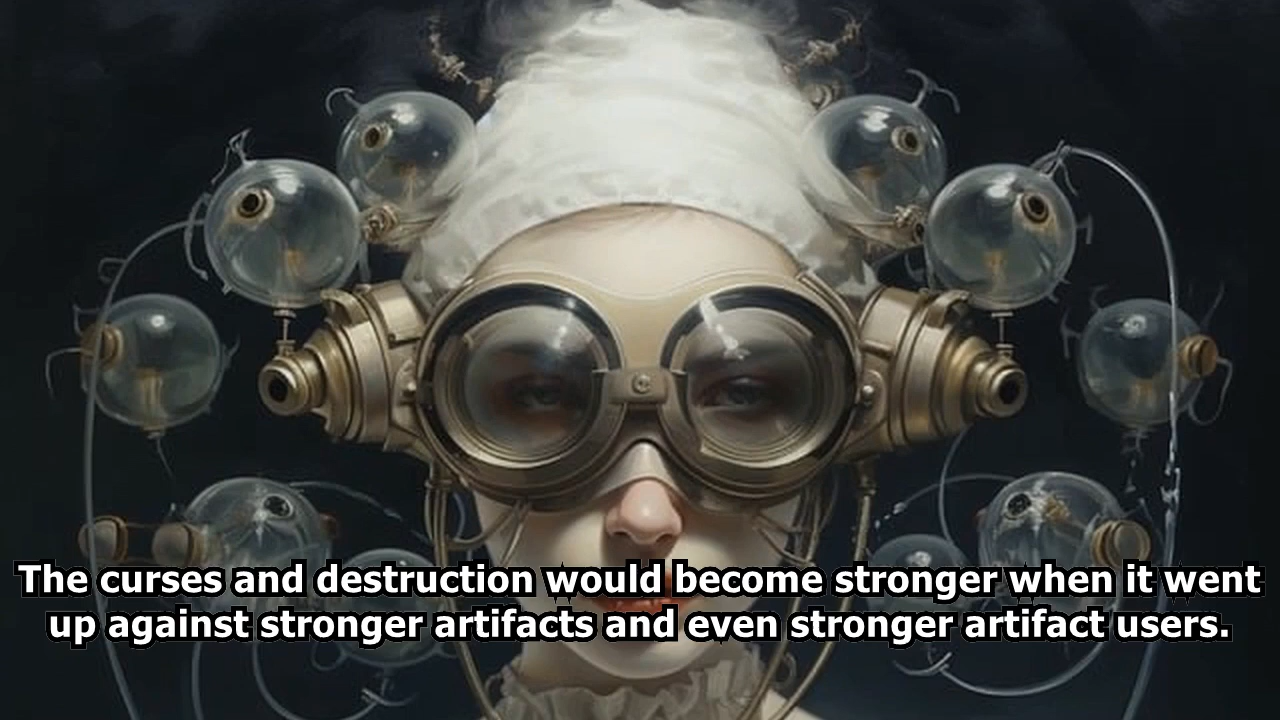 The curses and destruction would become stronger when it went
up against stronger artifacts and even stronger artifact users.